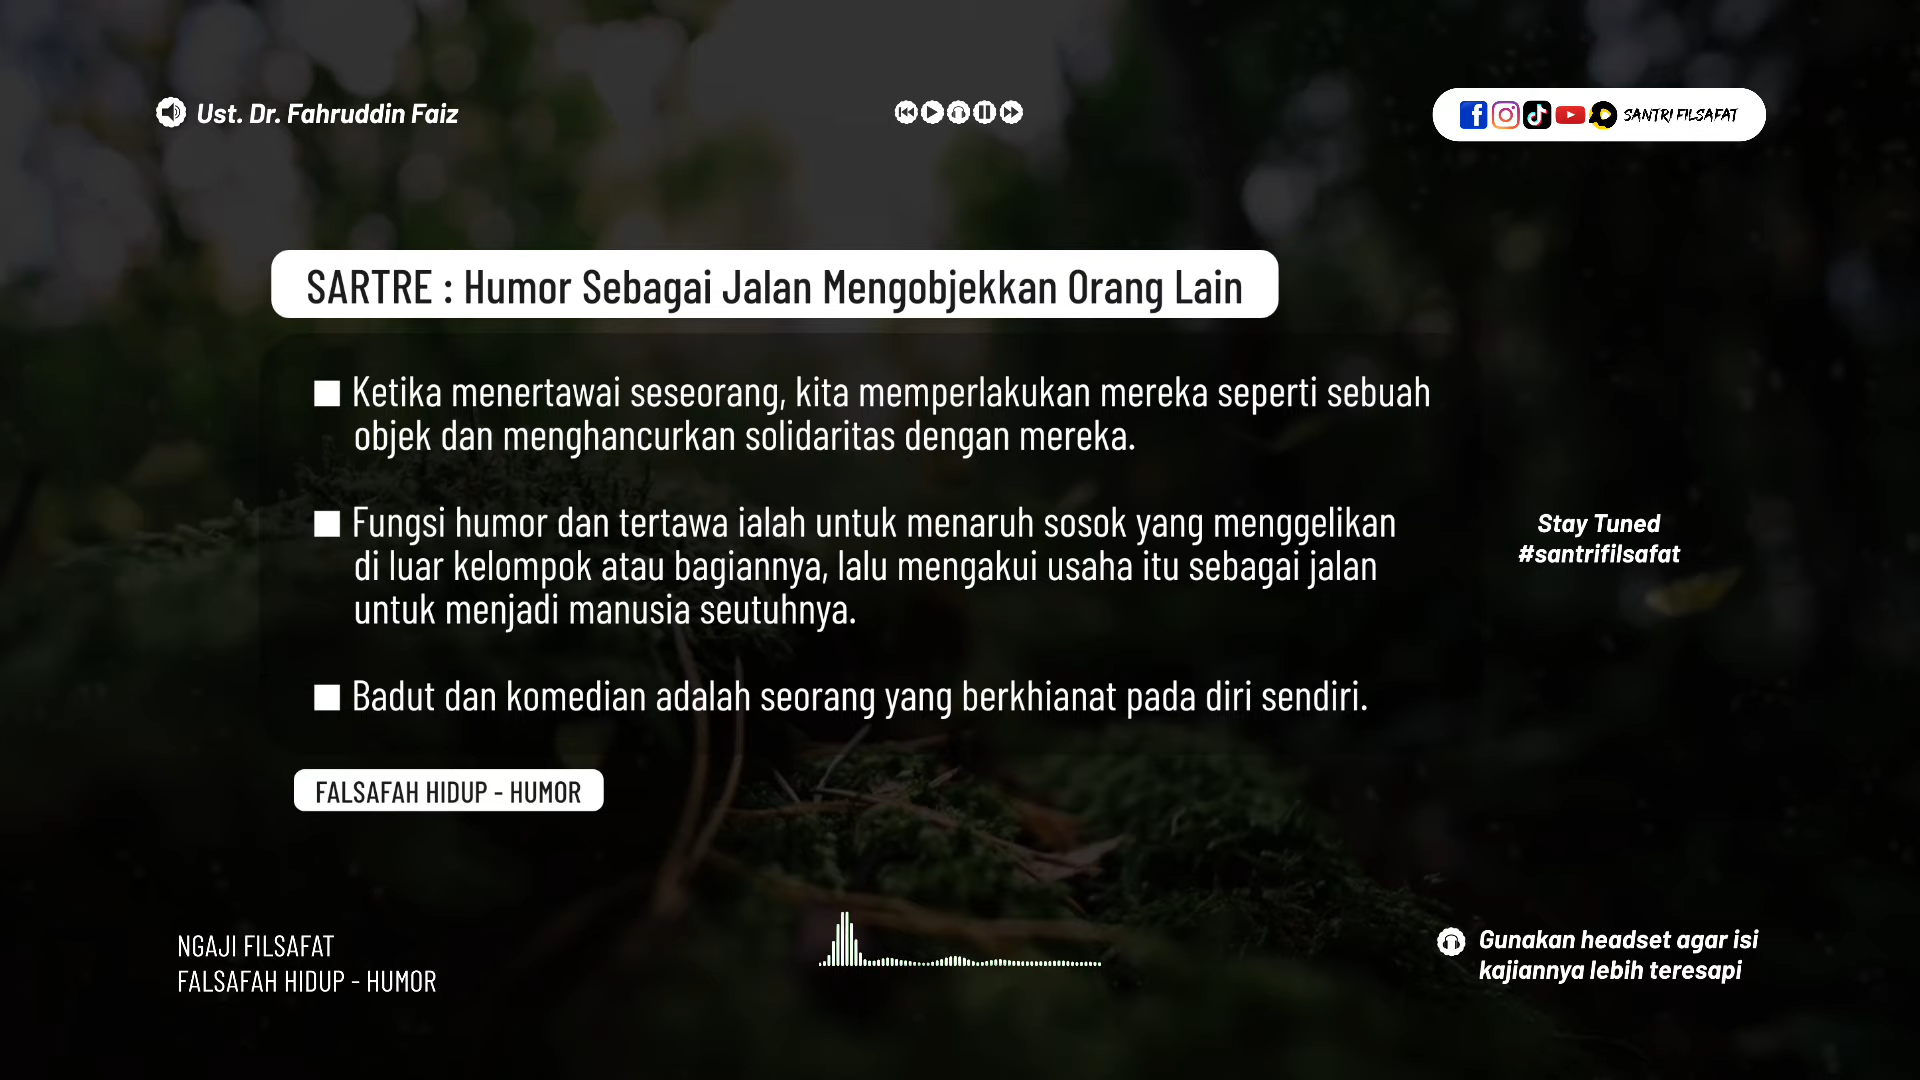 Ust. Dr. Fahruddin Faiz
SANTRI FILSAFAT
SARTRE : Humor Sebagai Jalan Mengobjekkan Orang Lain
Ketika menertawai seseorang, kita memperlakukan mereka seperti sebuah
objek dan menghancurkan solidaritas dengan mereka.
Fungsi humor dan tertawa ialah untuk menaruh sosok yang menggelikan
di luar kelompok atau bagiannya, lalu mengakui usaha itu sebagai jalan
untuk menjadi manusia seutuhnya.
Badut dan komedian adalah seorang yang berkhianat pada diri sendiri.
Stay Tuned
#santrifilsafat
FALSAFAH HIDUP - HUMOR
NGAJI FILSAFAT
FALSAFAH HIDUP - HUMOR
Gunakan headset agar isi
kajiannya lebih teresapi